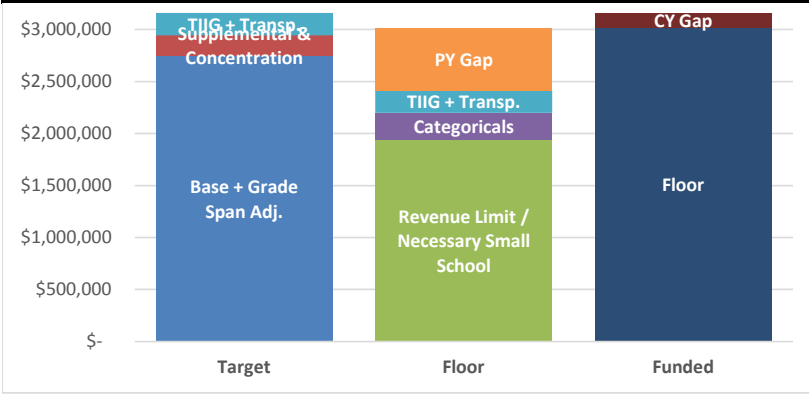 $3,000,000
$2,500,000
$2,000,000
$1,500,000
$1,000,000
$500,000
$-
TIIG + Transp.
Supplemental &
Concentration
Base + Grade
Span Adj.
PY Gap
TIIG + Transp.
Categoricals
Revenue Limit /
Necessary Small
School
CY Gap
Floor
Target
Floor
Funded